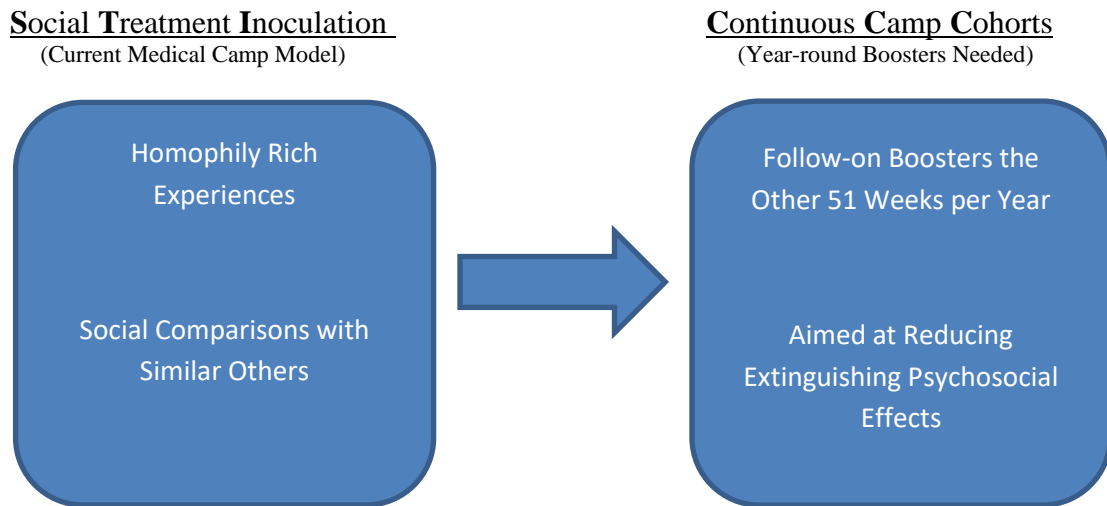 Social Treatment Inoculation
(Current Medical Camp Model)
Homophily Rich
Experiences
Social Comparisons with
Similar Others
Continuous Camp Cohorts
(Year-round Boosters Needed)
Follow-on Boosters the
Other 51 Weeks per Year
Aimed at Reducing
Extinguishing Psychosocial
Effects